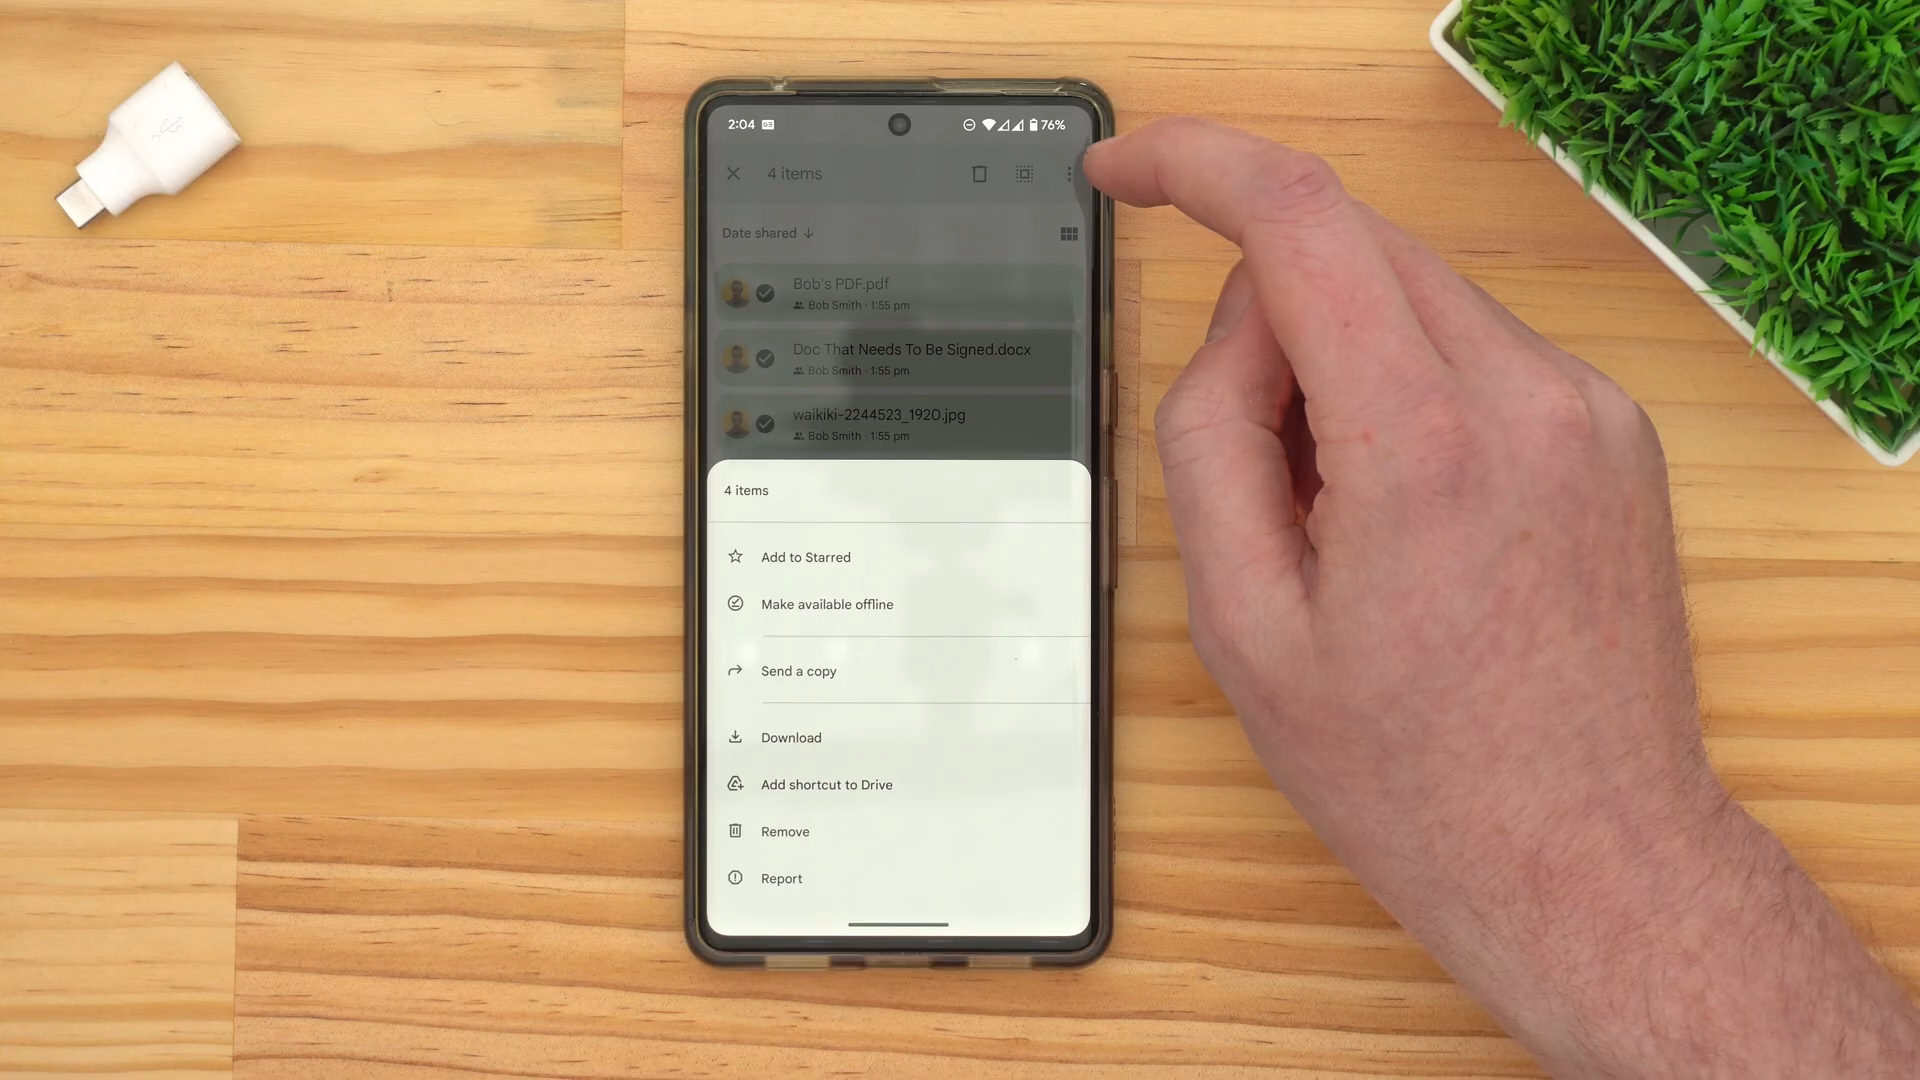 2:04
76%
4 items
Date shared
Bob's PDF.pdf
Bob Smith · 1:55 pm
Doc That Needs To Be Signed.docx
Bob Smith · 1:55 pm
waikiki-2244523_1920.jpg
Bob Smith · 1:55 pm
4 items
Add to Starred
Make available offline
Send a copy
Download
Add shortcut to Drive
Remove
Report